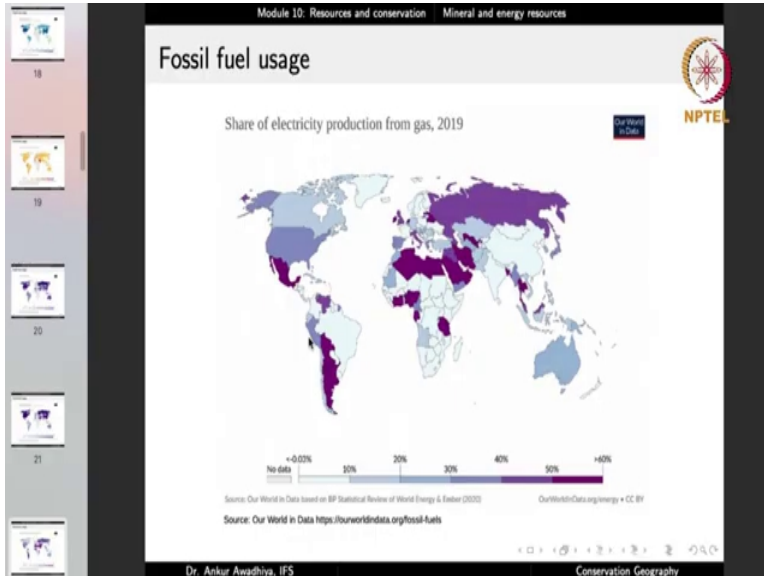 Module 10: Resources and conservation Mineral and energy resources
Fossil fuel usage
NPTEL
Share of electricity production from gas, 2019
Our World
in Data
No data
<-0.03%
10%
20%
30%
40%
50%
>60%
Source: Our World in Data based on BP Statistical Review of World Energy & Ember (2020)
OurWorldInData.org/energy • CC BY
Source: Our World in Data https://ourworldindata.org/fossil-fuels
Dr. Ankur Awadhiya, IFS
Conservation Geography
18
19
20
21